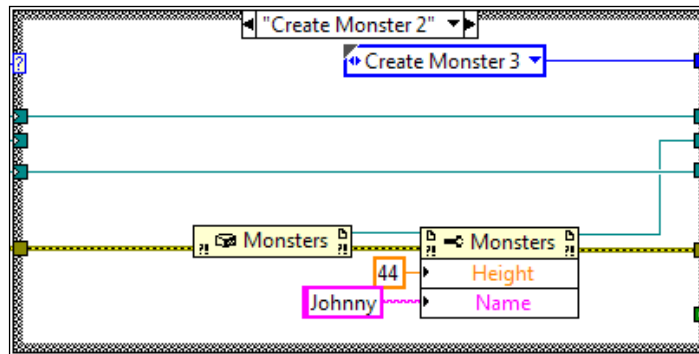 "Create Monster 2"
Create Monster 3
?
Monsters
Monsters
44
Height
Johnny
Name